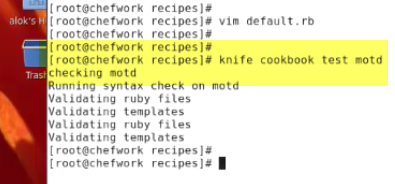 [root@chefwork recipes]#
alok's H
[root@chefwork recipes]# vim default.rb
[root@chefwork recipes]#
[root@chefwork recipes]#
Trash
[root@chefwork recipes]# knife cookbook test motd
checking motd
Running syntax check on motd
Validating ruby files
Validating templates
Validating ruby files
Validating templates
[root@chefwork recipes]#
[root@chefwork recipes]#